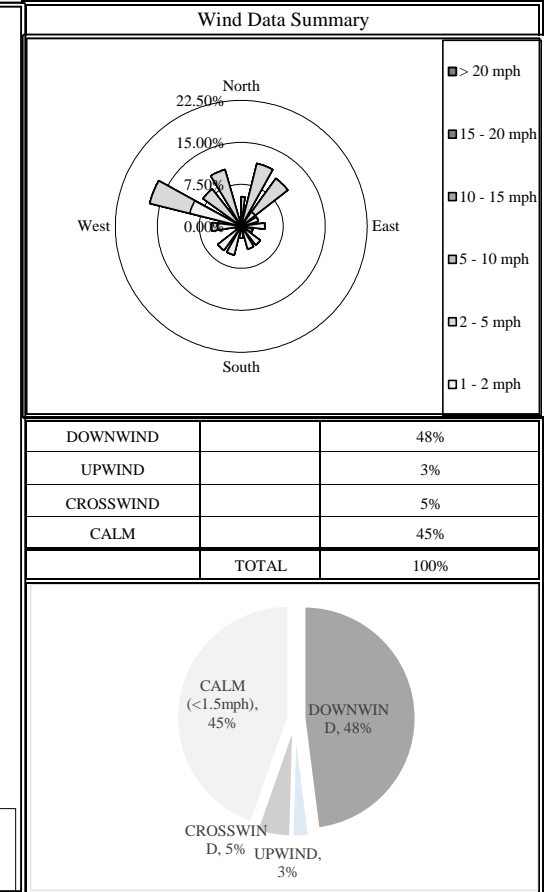 Wind Data Summary
North
22.50%
15.00%
7.50%
0.00%
West
East
South
> 20 mph
15 - 20 mph
10 - 15 mph
5 - 10 mph
2 - 5 mph
1 - 2 mph
DOWNWIND 48%
UPWIND 3%
CROSSWIND 5%
CALM 45%
TOTAL 100%
CALM
(<1.5mph),
45%
DOWNWIN
D, 48%
CROSSWIN
D, 5%
UPWIND,
3%